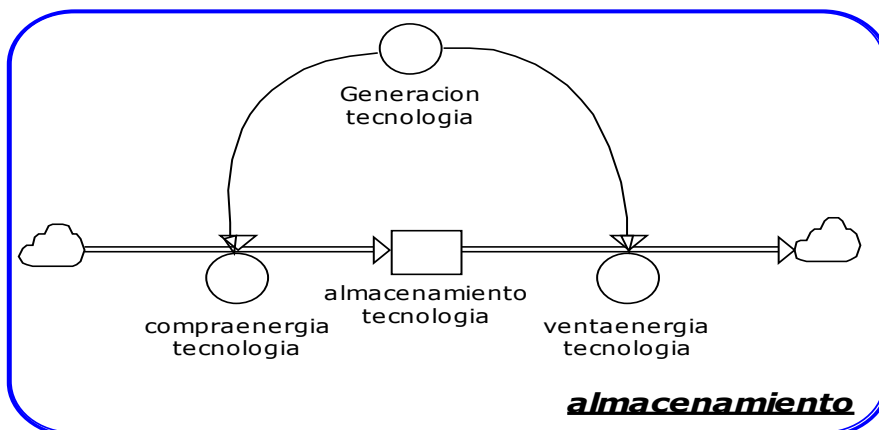 Generacion
tecnologia
almacenamiento
tecnologia
compraenergia
tecnologia
ventaenergia
tecnologia
almacenamiento